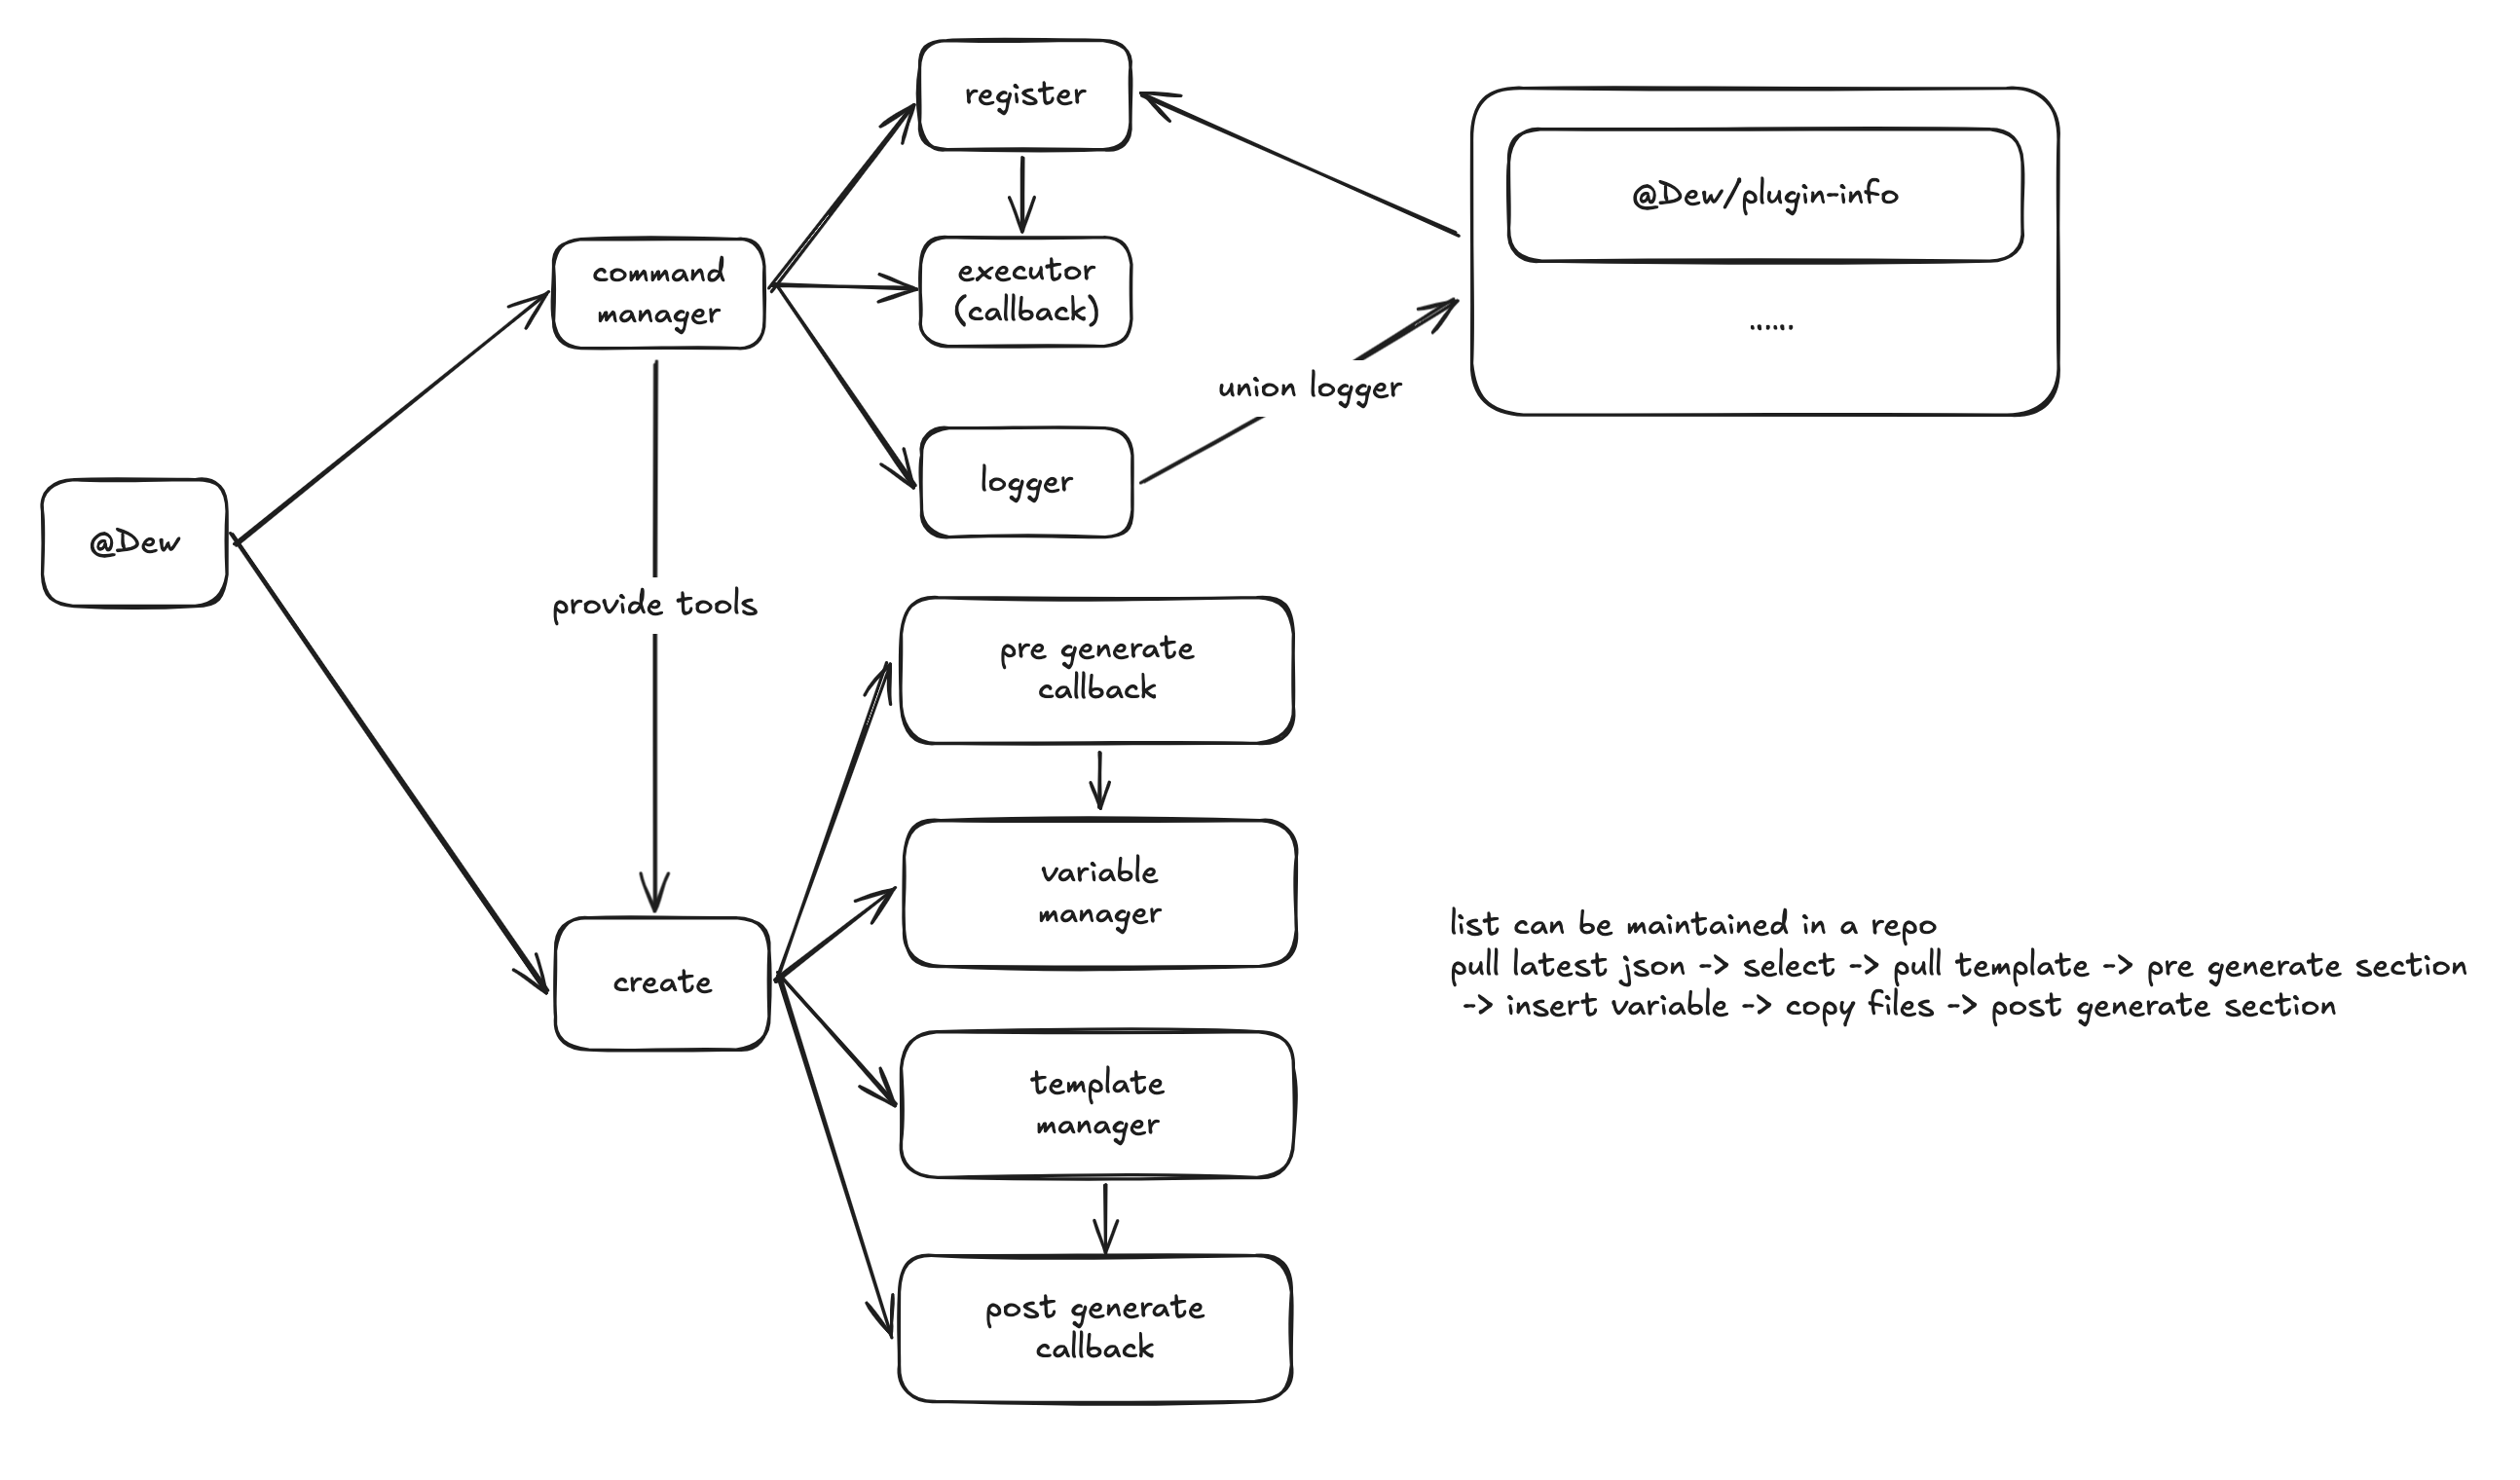 register
@Dew/plugin-info
command
manager
executor
(callback)
......
union logger
logger
@Dew
provide tools
pre generate
callback
variable
manager
list can be maintained in a repo
pull latest json -> select -> pull template -> pre generate section
-> insert variable -> copy files -> post generate section
create
template
manager
post generate
callback